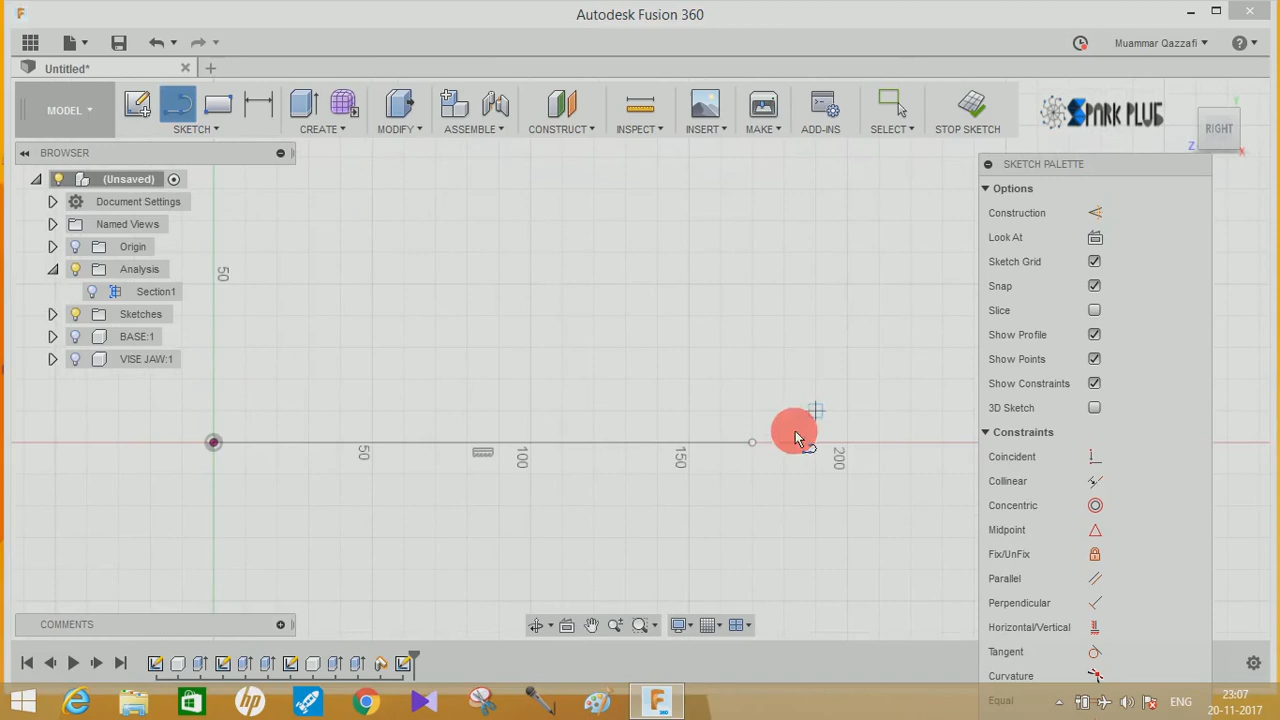 Autodesk Fusion 360
Muammar Qazzafi
Untitled*
MODEL
SKETCH
CREATE
MODIFY
ASSEMBLE
CONSTRUCT
INSPECT
INSERT
MAKE
ADD-INS
SELECT
STOP SKETCH
SPARK PLUG
RIGHT
Y
Z
X
BROWSER
SKETCH PALETTE
(Unsaved)
Options
Document Settings
Construction
Named Views
Look At
Origin
Sketch Grid
Analysis
50
Snap
Section1
Slice
Sketches
Show Profile
BASE:1
Show Points
VISE JAW:1
Show Constraints
3D Sketch
Constraints
50
100
150
200
Coincident
Collinear
Concentric
Midpoint
Fix/UnFix
Parallel
Perpendicular
COMMENTS
Horizontal/Vertical
Tangent
Curvature
Equal
hp
F
360
ENG
23:07
20-11-2017